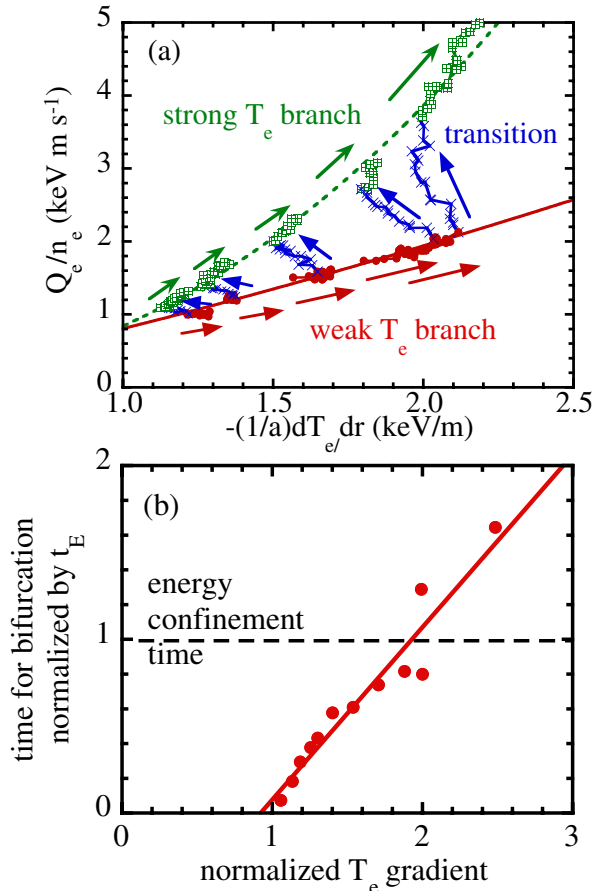 (a)
strong T_e branch
transition
weak T_e branch
Q_e/n_e (keV m s⁻¹)
5
4
3
2
1
0
1.0
1.5
2.0
2.5
-(1/a)dT_e/dr (keV/m)
(b)
energy
confinement
time
time for bifurcation
normalized by t_E
2
1
0
0
1
2
3
normalized T_e gradient